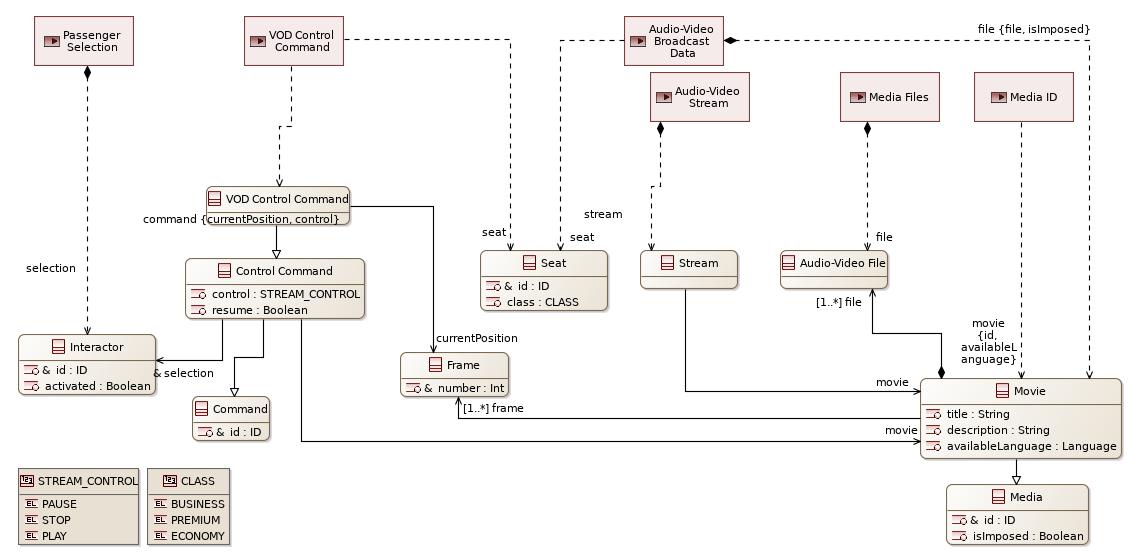 Passenger
Selection
VOD Control
Command
Audio-Video
Broadcast
Data
file {file, isImposed}
Audio-Video
Stream
Media Files
Media ID
VOD Control Command
command {currentPosition, control}
stream
seat
seat
file
selection
Control Command
control : STREAM_CONTROL
resume : Boolean
Seat
& id : ID
class : CLASS
Stream
Audio-Video File
[1..*] file
movie
{id,
availableL
anguage}
Interactor
& id : ID
activated : Boolean
& selection
currentPosition
Frame
& number : Int
[1..*] frame
Command
& id : ID
movie
movie
Movie
title : String
description : String
availableLanguage : Language
STREAM_CONTROL
PAUSE
STOP
PLAY
CLASS
BUSINESS
PREMIUM
ECONOMY
Media
& id : ID
isImposed : Boolean